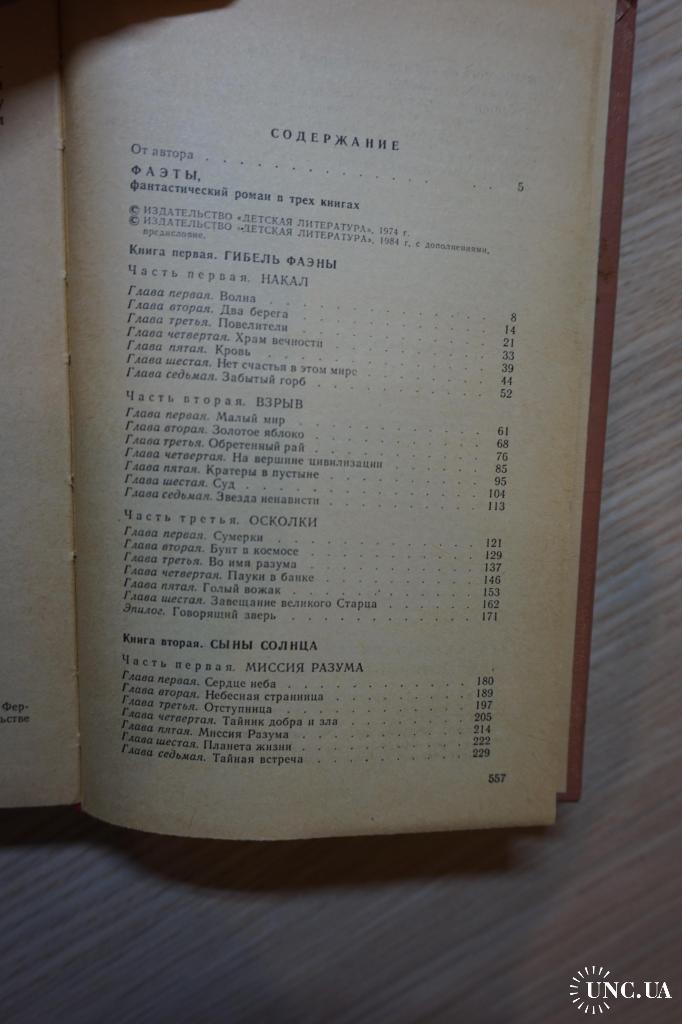 СОДЕРЖАНИЕ
От автора . . . . . . . . . . . . . . . . 5
ФАЭТЫ,
фантастический роман в трех книгах
© ИЗДАТЕЛЬСТВО «ДЕТСКАЯ ЛИТЕРАТУРА», 1974 г.
© ИЗДАТЕЛЬСТВО «ДЕТСКАЯ ЛИТЕРАТУРА», 1984 г, с дополнениями,
предисловие.
Книга первая. ГИБЕЛЬ ФАЭНЫ
Часть первая. НАКАЛ
Глава первая. Волна . . . . . . . . . . 8
Глава вторая. Два берега . . . . . . . . . . 14
Глава третья. Повелители . . . . . . . . . . 21
Глава четвертая. Храм вечности . . . . . . . . . . 33
Глава пятая. Кровь . . . . . . . . . . 39
Глава шестая. Нет счастья в этом мире . . . . . . . 44
Глава седьмая. Забытый горб . . . . . . . . . . 52
Часть вторая. ВЗРЫВ
Глава первая. Малый мир . . . . . . . . . . 61
Глава вторая. Золотое яблоко . . . . . . . . . . 68
Глава третья. Обретенный рай . . . . . . . . . . 76
Глава четвертая. На вершине цивилизации . . . . . . 85
Глава пятая. Кратеры в пустыне . . . . . . . . . . 95
Глава шестая. Суд . . . . . . . . . . 104
Глава седьмая. Звезда ненависти . . . . . . . . . . 113
Часть третья. ОСКОЛКИ
Глава первая. Сумерки . . . . . . . . . . 121
Глава вторая. Бунт в космосе . . . . . . . . . . 129
Глава третья. Во имя разума . . . . . . . . . . 137
Глава четвертая. Пауки в банке . . . . . . . . . . 146
Глава пятая. Голый вожак . . . . . . . . . . 153
Глава шестая. Завещание великого Старца . . . . . . 162
Эпилог. Говорящий зверь . . . . . . . . . . 171
Книга вторая. СЫНЫ СОЛНЦА
Часть первая. МИССИЯ РАЗУМА
Глава первая. Сердце неба . . . . . . . . . . 180
Глава вторая. Небесная странница . . . . . . . . . . 189
Глава третья. Отступница . . . . . . . . . . 197
Глава четвертая. Тайник добра и зла . . . . . . . . 205
Глава пятая. Миссия Разума . . . . . . . . . . 214
Глава шестая. Планета жизни . . . . . . . . . . 222
Глава седьмая. Тайная встреча . . . . . . . . . . 229
557
Фер-
льстве
UNC.UA